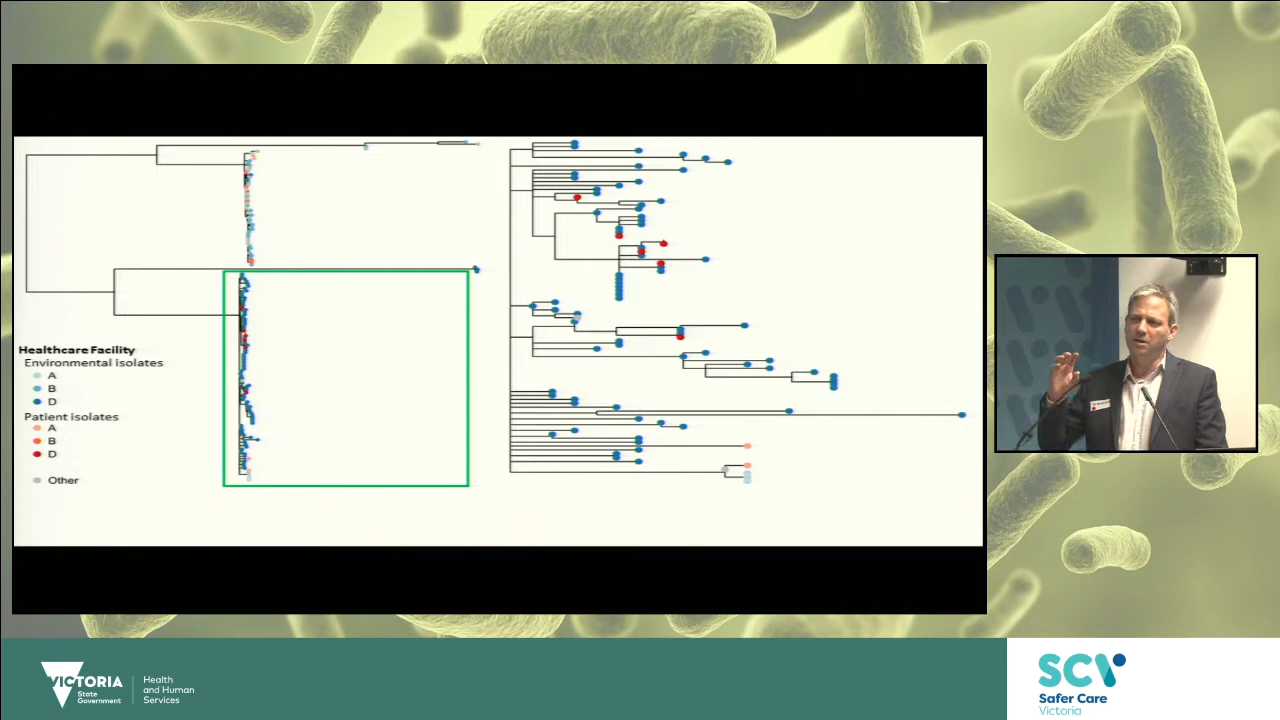 Healthcare Facility
Environmental isolates
A
B
D
Patient isolates
A
B
D
Other
VICTORIA
State
Government
Health
and Human
Services
SCV
Safer Care
Victoria